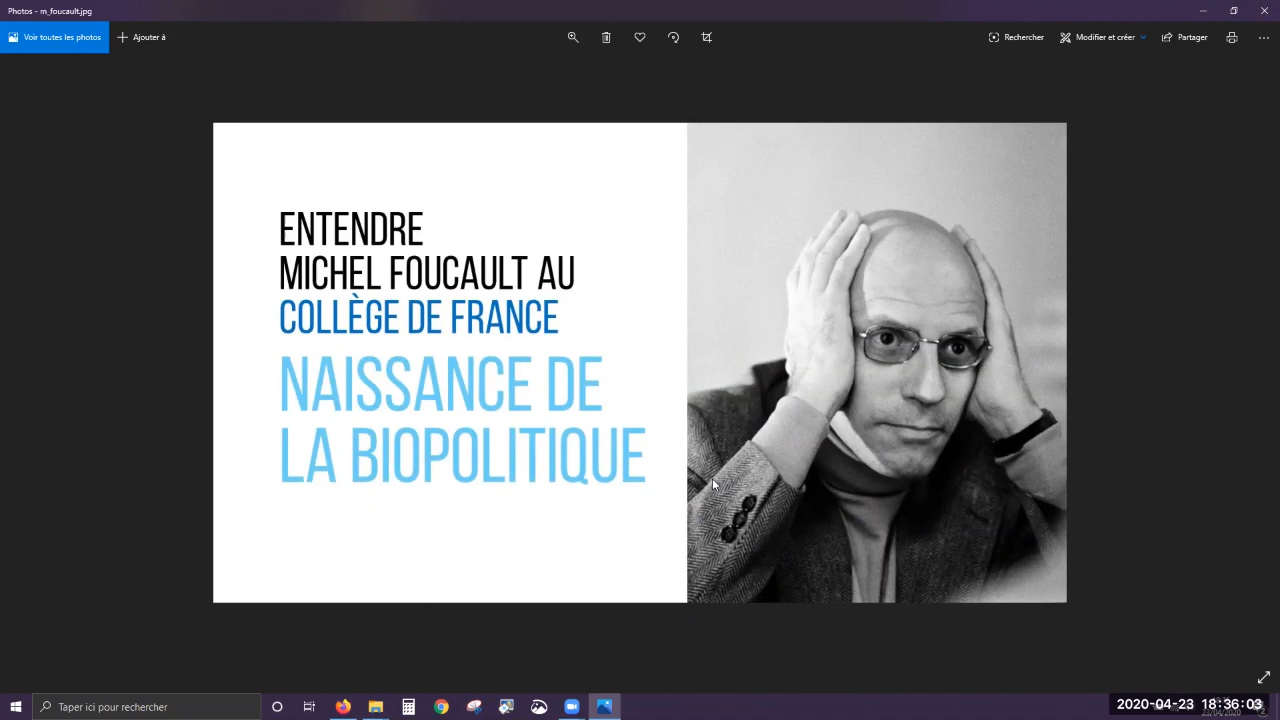 Photos - m_foucault.jpg
Voir toutes les photos
Ajouter à
Rechercher
Modifier et créer
Partager
ENTENDRE
MICHEL FOUCAULT AU
COLLÈGE DE FRANCE
NAISSANCE DE
LA BIOPOLITIQUE
Taper ici pour rechercher
2020-04-23 18:36:03